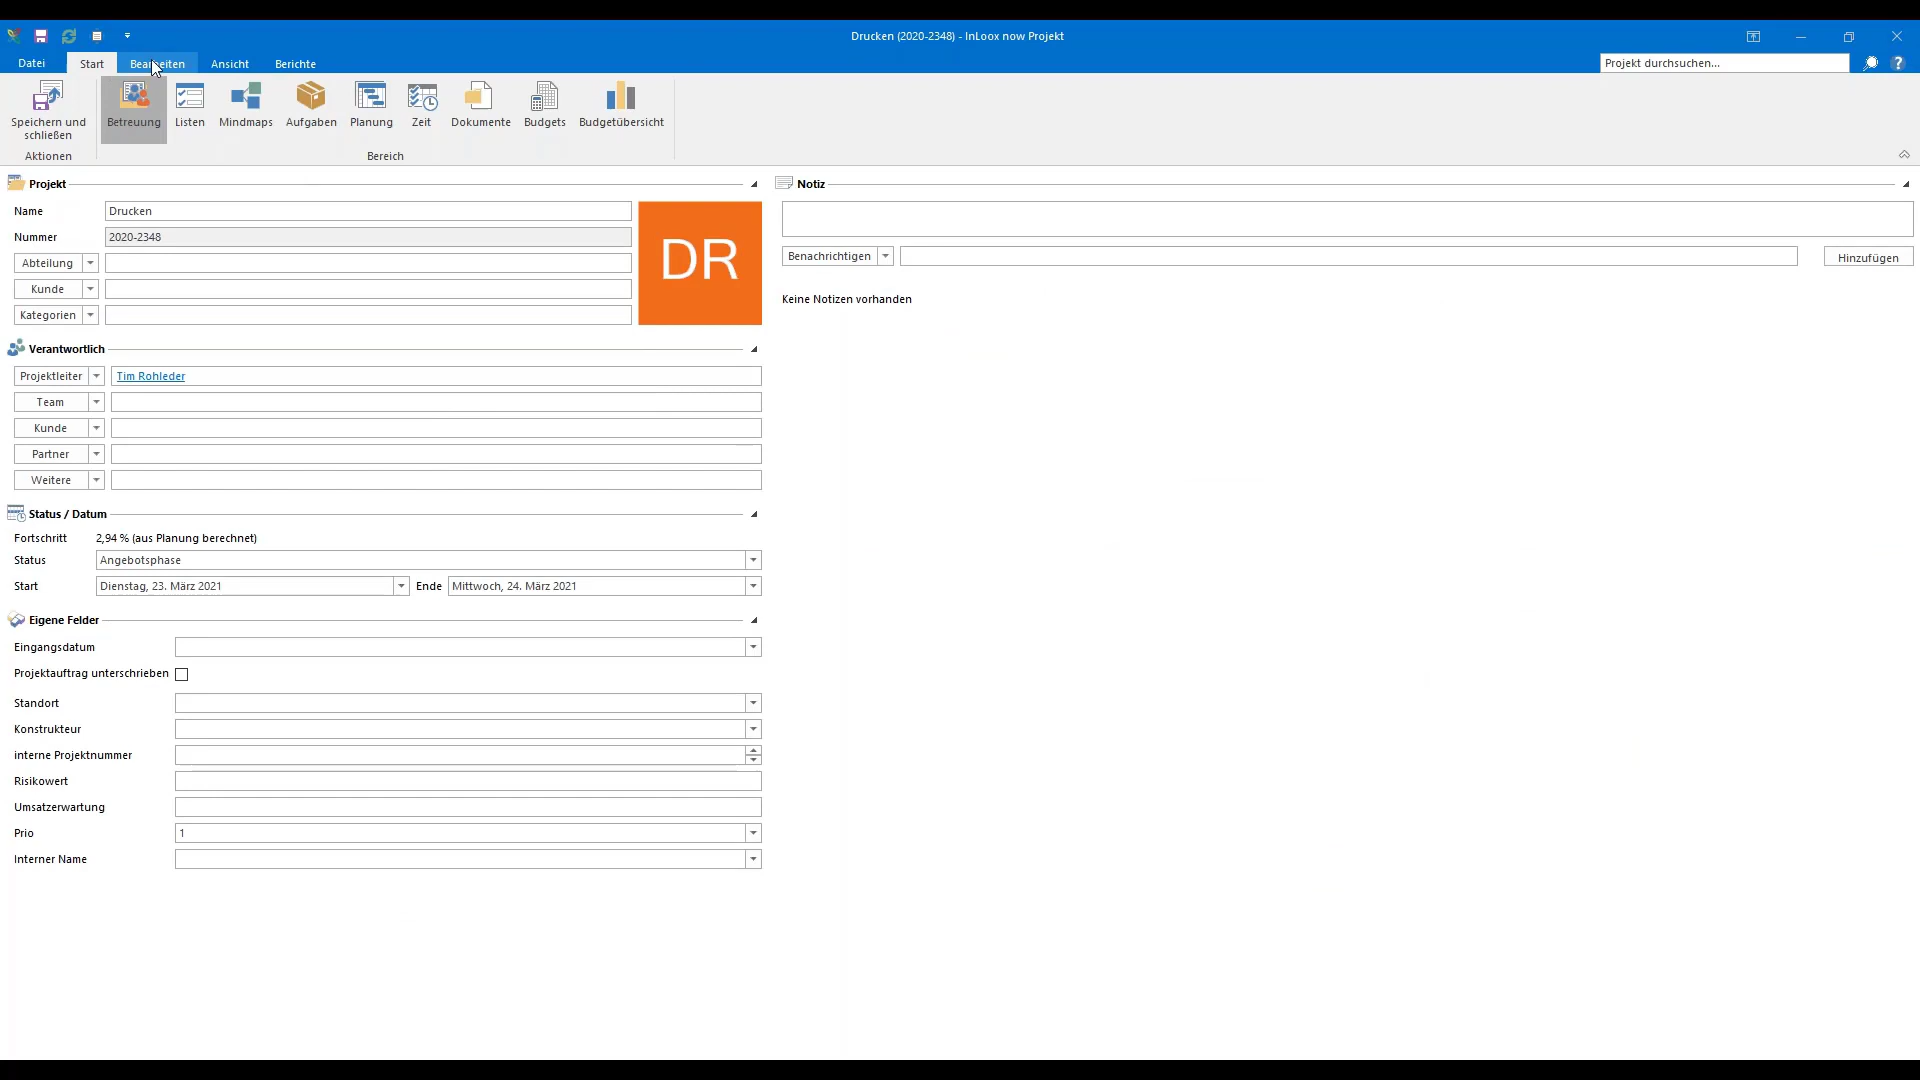 Drucken (2020-2348) - InLoox now Projekt
Datei Start Bearbeiten Ansicht Berichte
Projekt durchsuchen...
?
Speichern und schließen
Betreuung Listen Mindmaps Aufgaben Planung Zeit Dokumente Budgets Budgetübersicht
Aktionen Bereich
Projekt
Name Drucken
Nummer 2020-2348
Abteilung
Kunde
Kategorien
DR
Verantwortlich
Projektleiter Tim Rohleder
Team
Kunde
Partner
Weitere
Status / Datum
Fortschritt 2,94 % (aus Planung berechnet)
Status Angebotsphase
Start Dienstag, 23. März 2021 Ende Mittwoch, 24. März 2021
Eigene Felder
Eingangsdatum
Projektauftrag unterschrieben
Standort
Konstrukteur
interne Projektnummer
Risikowert
Umsatzerwartung
Prio 1
Interner Name
Notiz
Benachrichtigen Hinzufügen
Keine Notizen vorhanden